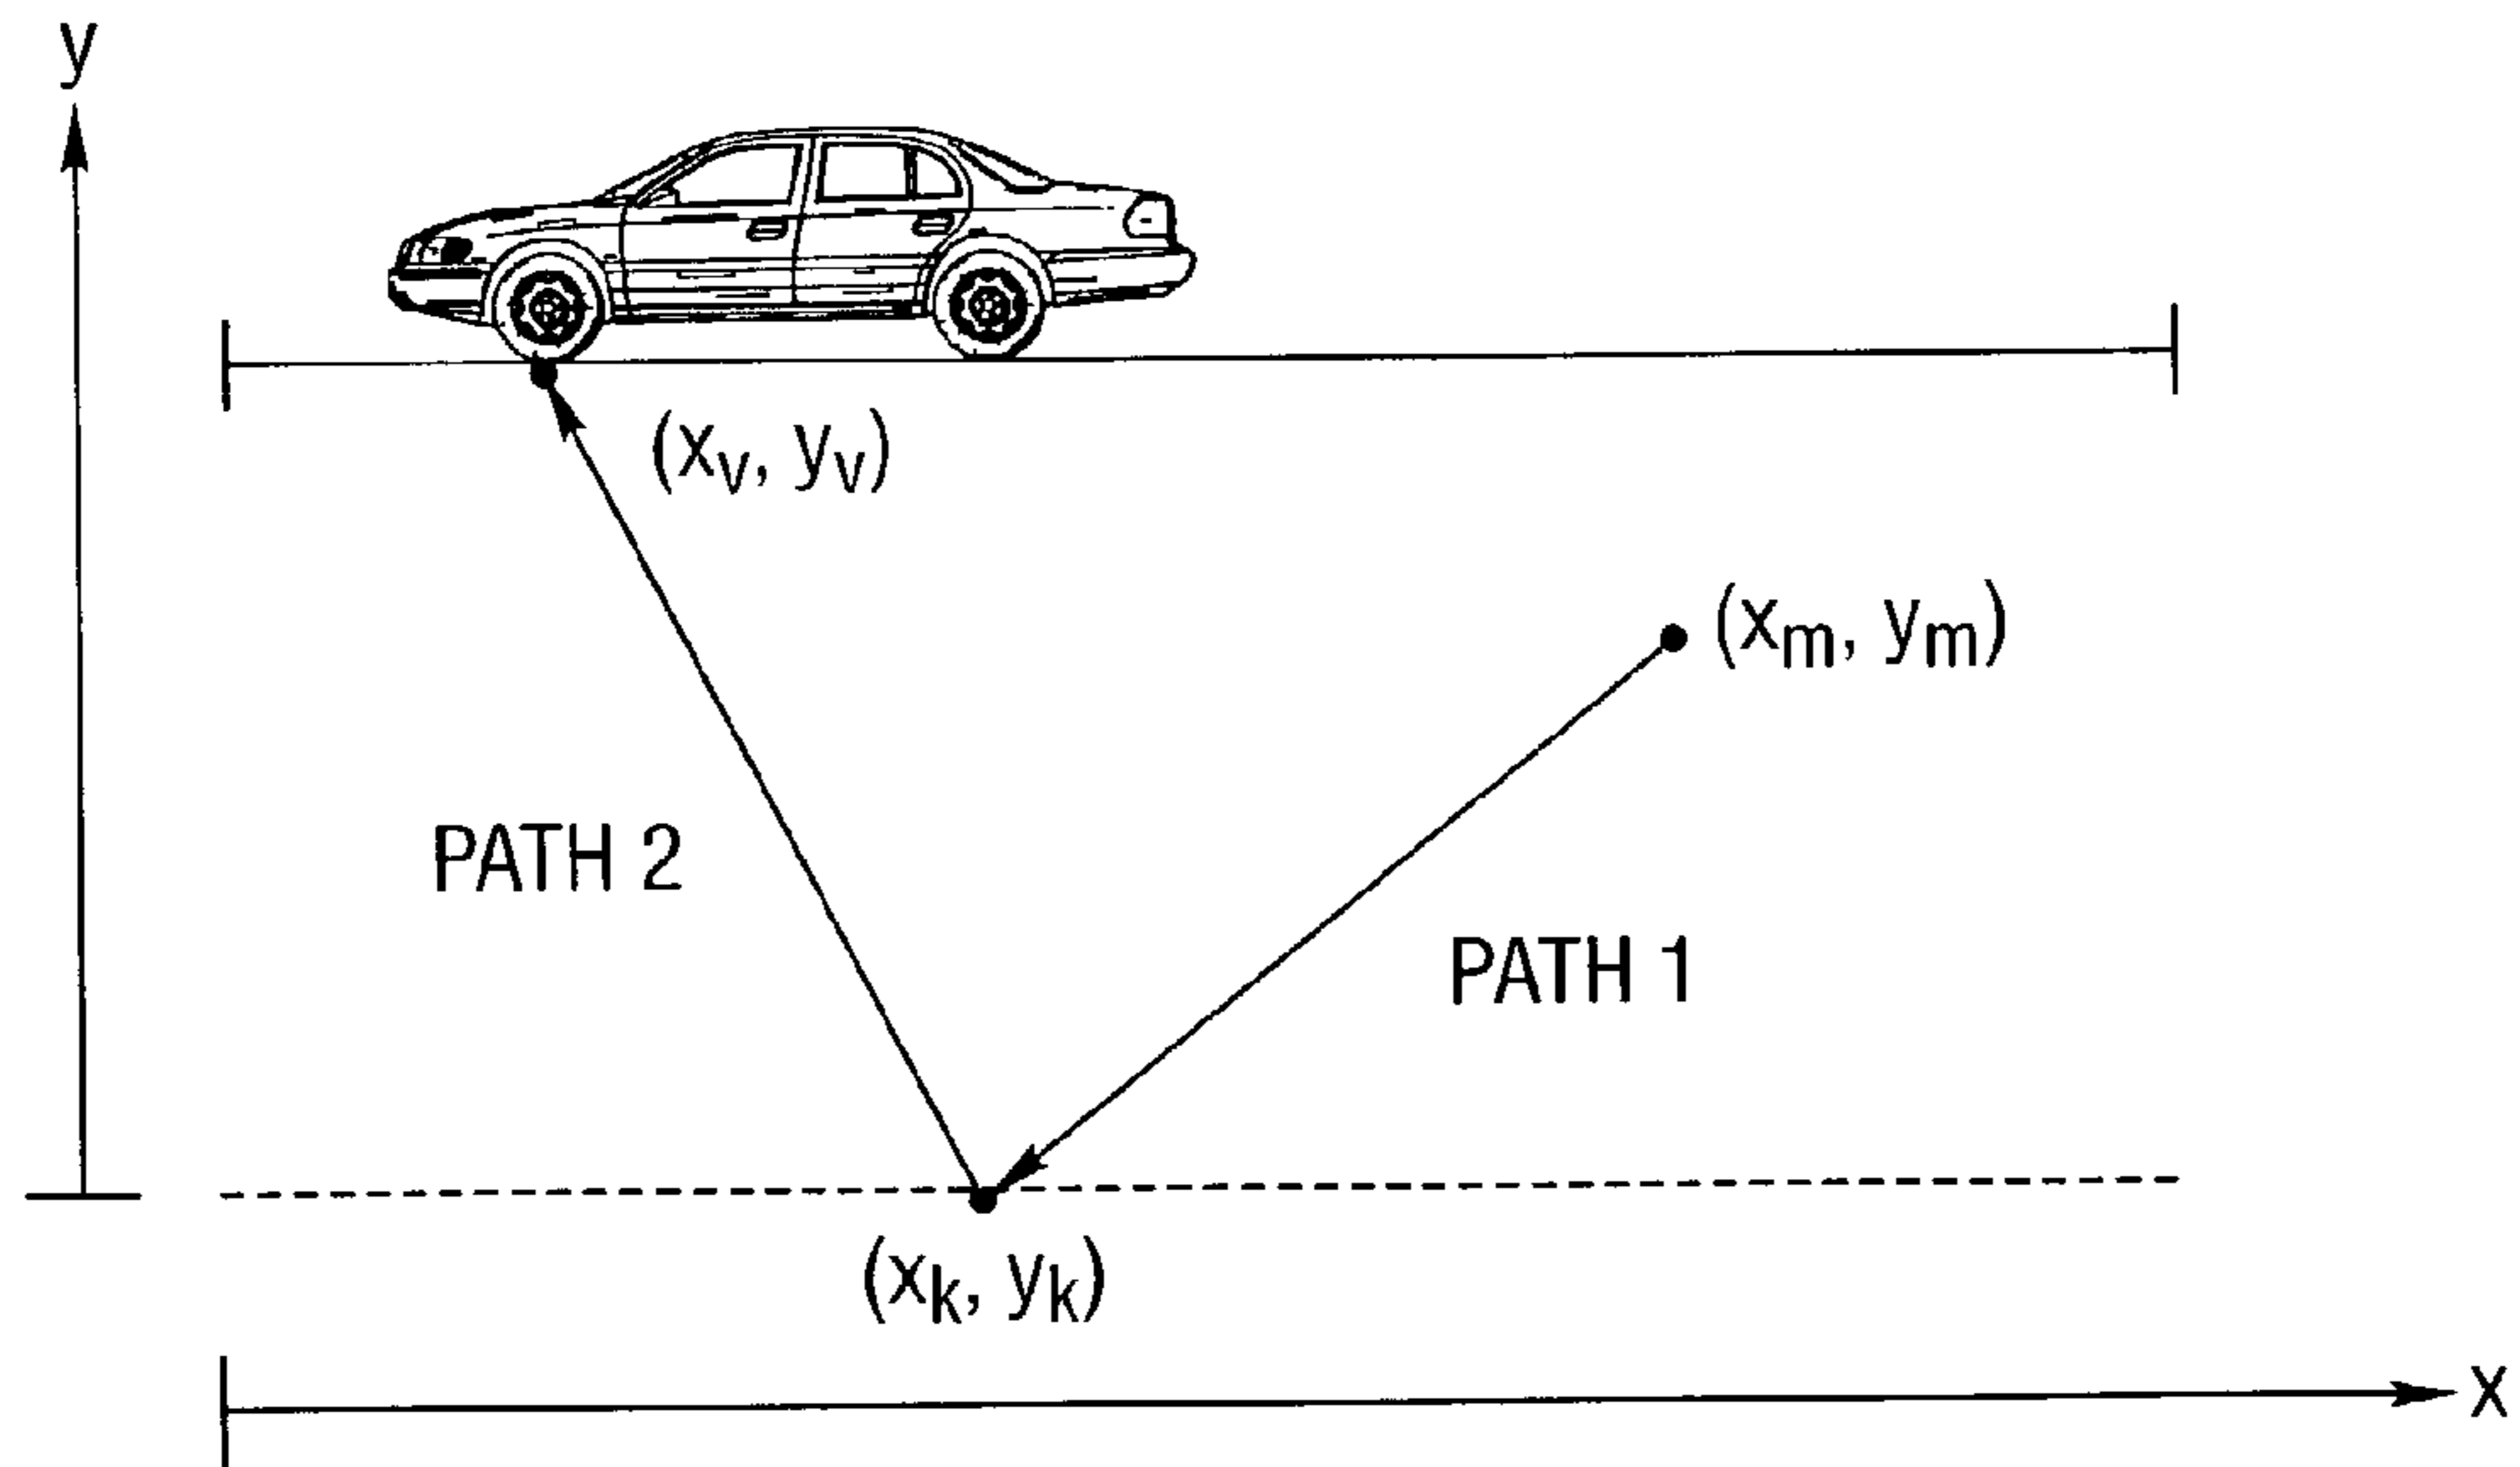 y
(xv, yv)
(xm, ym)
PATH 2
PATH 1
(xk, yk)
x